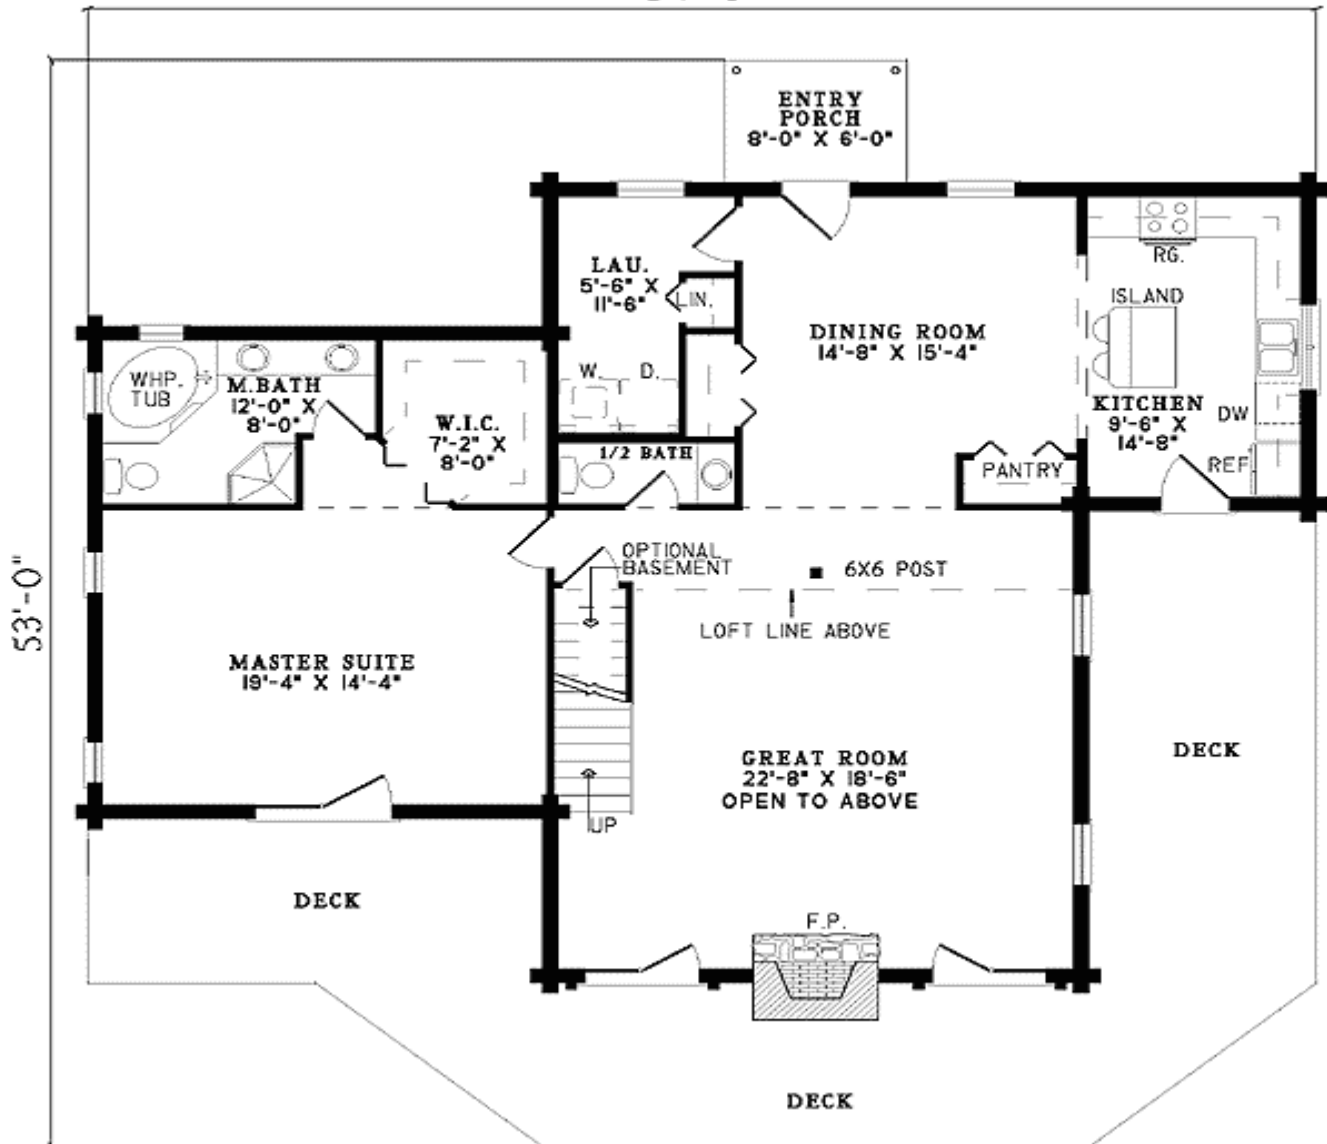 ENTRY
PORCH
8'-0" X 6'-0"
LAU.
5'-6" X
11'-6"
LIN.
W.
D.
DINING ROOM
14'-8" X 15'-4"
RG.
ISLAND
KITCHEN
9'-6" X
14'-8"
DW
REF.
PANTRY
WHP.
TUB
M.BATH
12'-0" X
8'-0"
W.I.C.
7'-2" X
8'-0"
1/2 BATH
OPTIONAL
BASEMENT
6X6 POST
LOFT LINE ABOVE
53'-0"
MASTER SUITE
19'-4" X 14'-4"
GREAT ROOM
22'-8" X 18'-6"
OPEN TO ABOVE
UP
DECK
DECK
F.P.
DECK